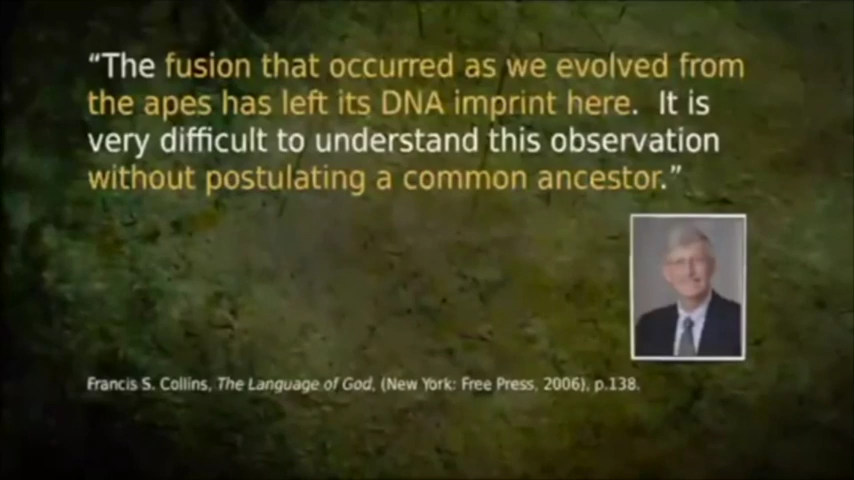 “The fusion that occurred as we evolved from
the apes has left its DNA imprint here.  It is
very difficult to understand this observation
without postulating a common ancestor.”
Francis S. Collins, The Language of God, (New York: Free Press, 2006), p.138.